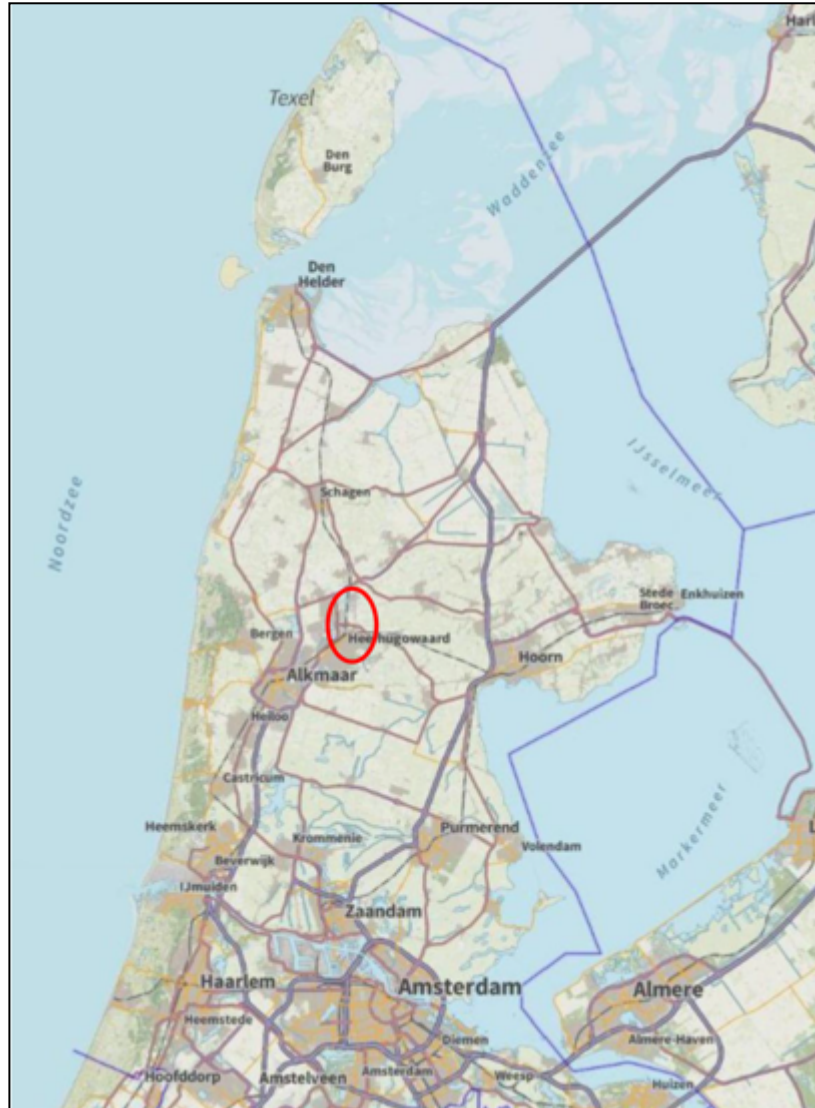 Harl
Texel
Den
Burg
Waddenzee
Den
Helder
IJsselmeer
Noordzee
Schagen
Stede
Broec
Enkhuizen
Bergen
Heerhugowaard
Hoorn
Alkmaar
Heiloo
Castricum
Markermeer
Heemskerk
Krommenie
Purmerend
L
Volendam
Beverwijk
IJmuiden
Zaandam
Haarlem
Amsterdam
Almere
Heemstede
Diemen
Almere-Haven
Hoofddorp
Amstelveen
Amsterdam
Weesp
Huizen